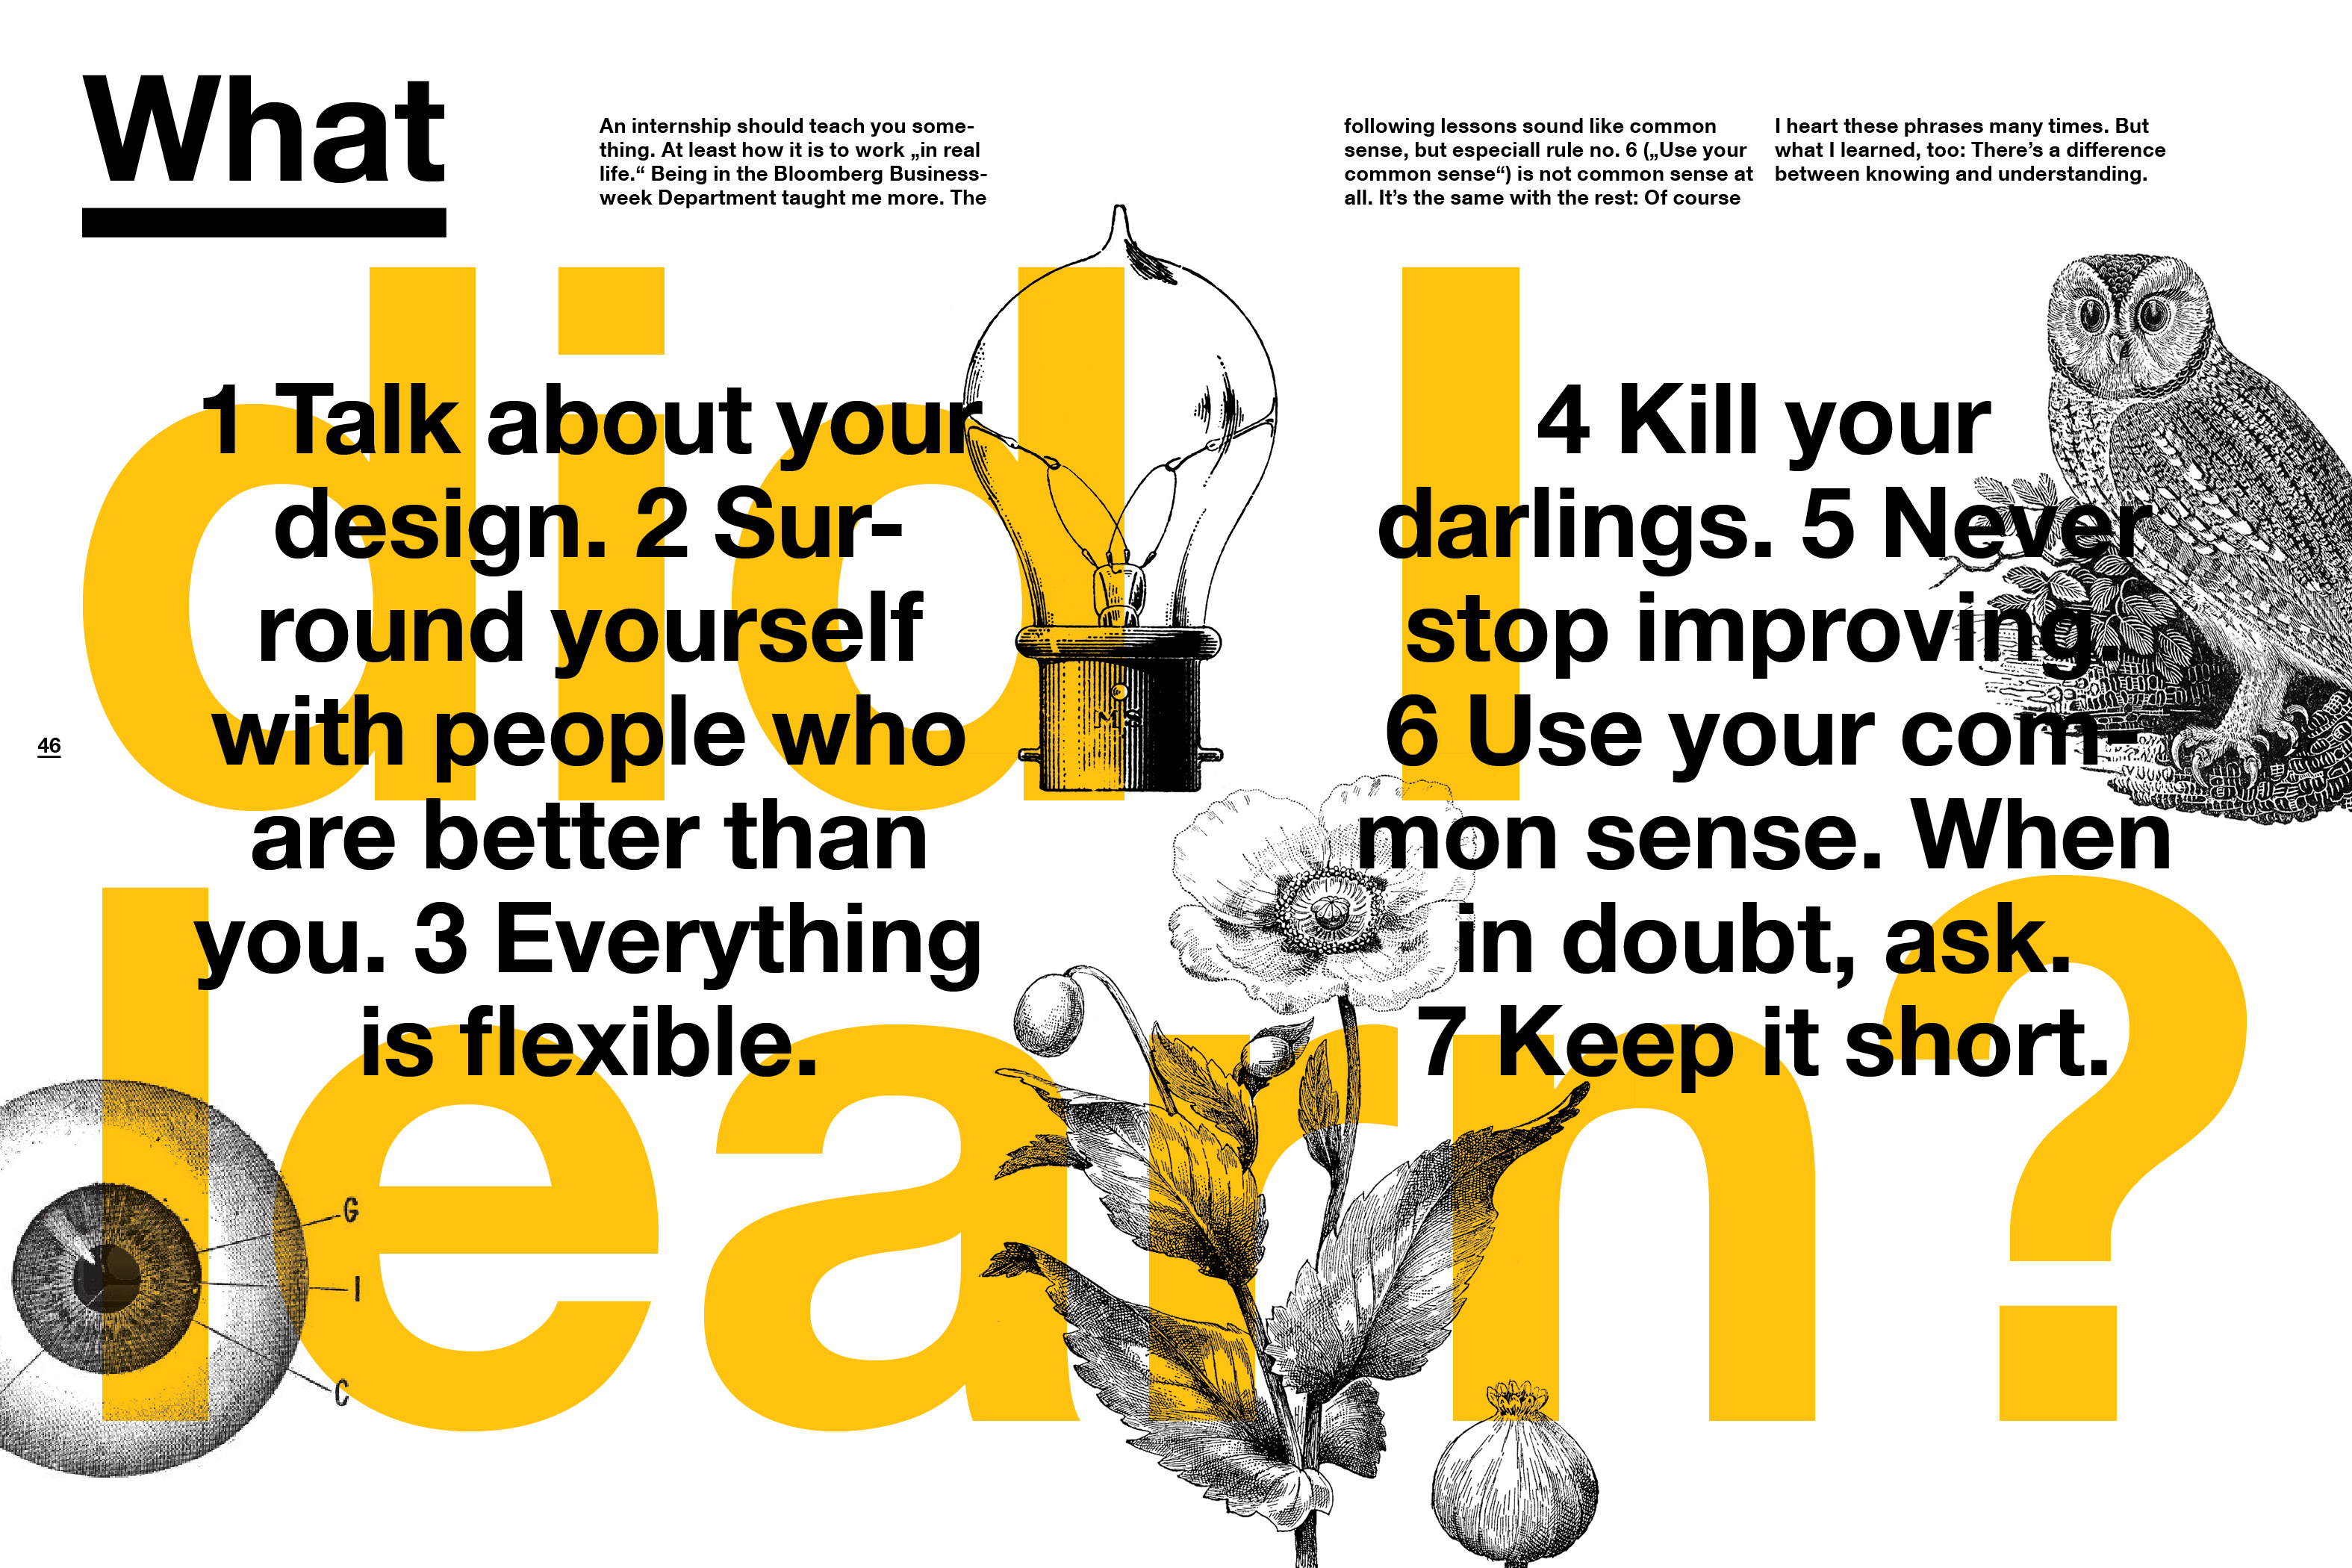 What
An internship should teach you some-
thing. At least how it is to work „in real
life.“ Being in the Bloomberg Business-
week Department taught me more. The
following lessons sound like common
sense, but especiall rule no. 6 („Use your
common sense“) is not common sense at
all. It’s the same with the rest: Of course
I heart these phrases many times. But
what I learned, too: There’s a difference
between knowing and understanding.
did I
learn?
1 Talk about your
design. 2 Sur-
round yourself
with people who
are better than
you. 3 Everything
is flexible.
4 Kill your
darlings. 5 Never
stop improving.
6 Use your com-
mon sense. When
in doubt, ask.
7 Keep it short.
46
G
I
C